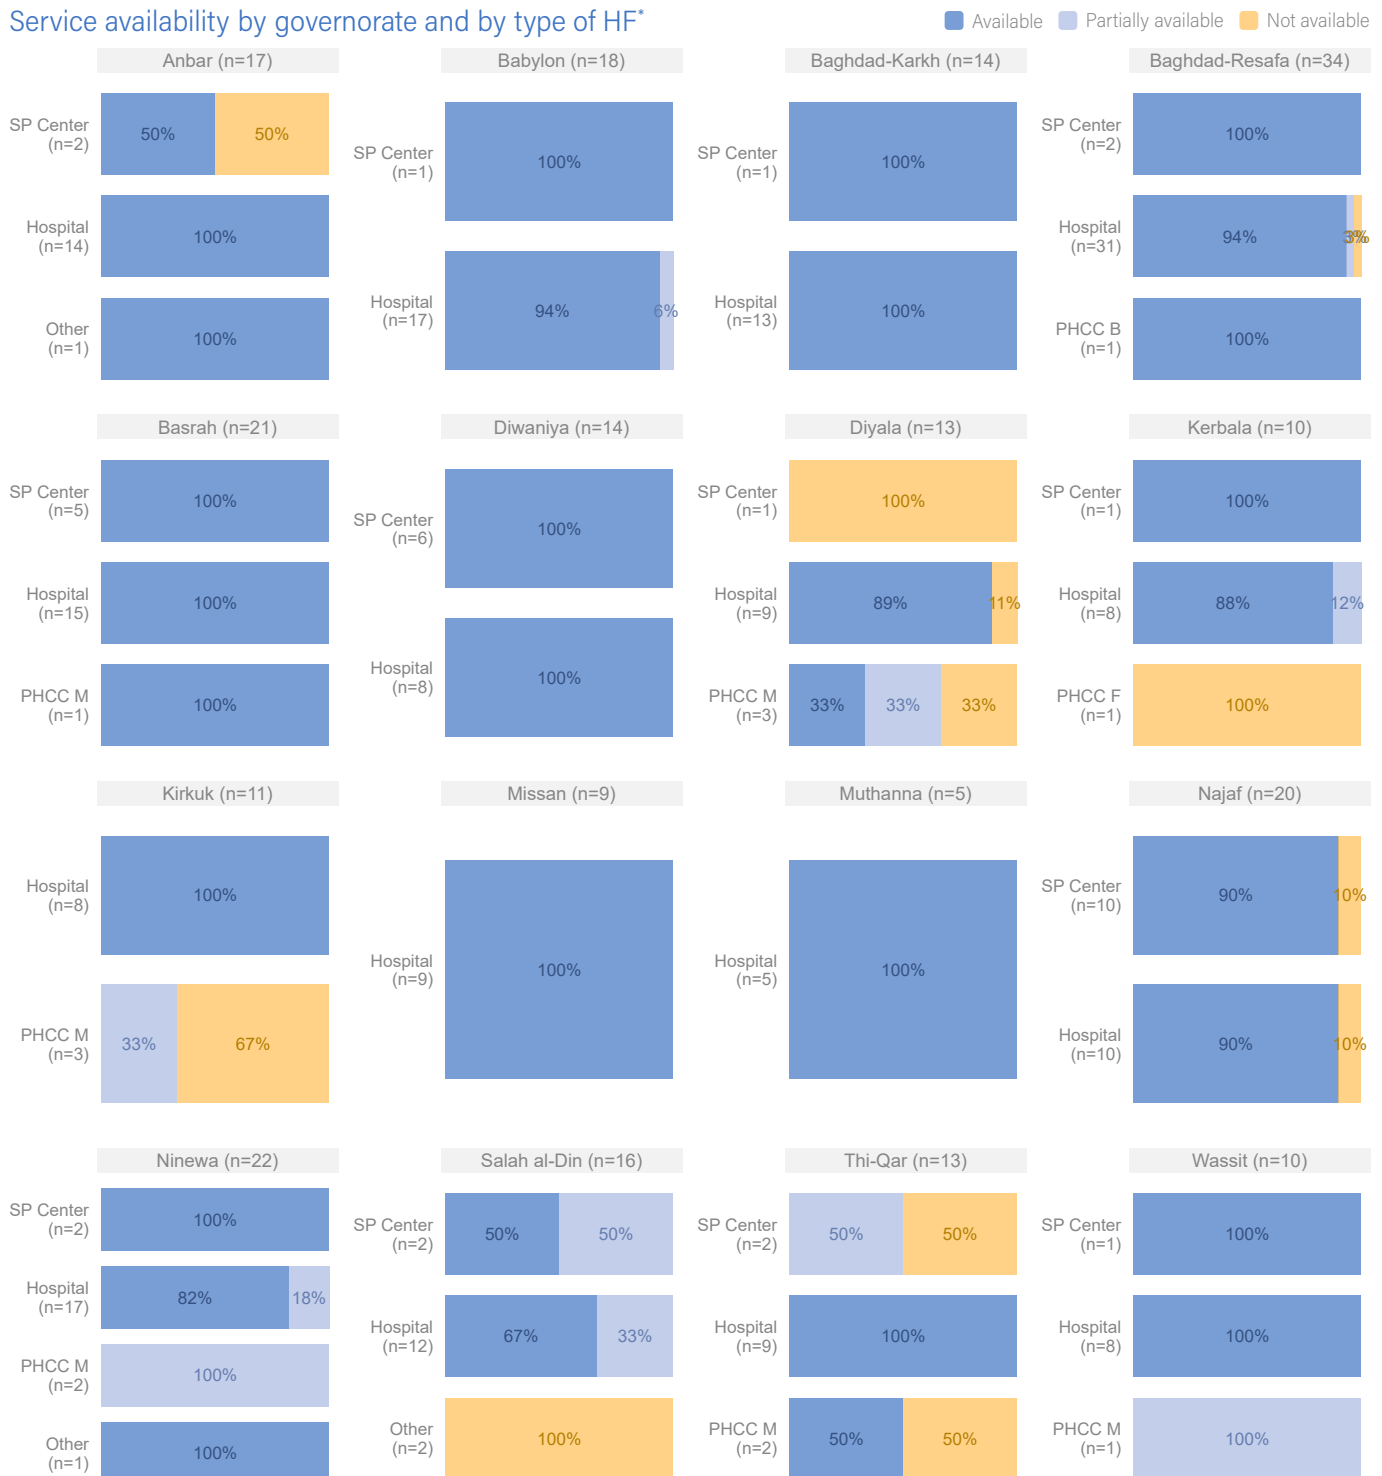 Service availability by governorate and by type of HF*
Available Partially available Not available
Anbar (n=17)
SP Center
(n=2)
50% 50%
Hospital
(n=14)
100%
Other
(n=1)
100%
Babylon (n=18)
SP Center
(n=1)
100%
Hospital
(n=17)
94% 6%
Baghdad-Karkh (n=14)
SP Center
(n=1)
100%
Hospital
(n=13)
100%
Baghdad-Resafa (n=34)
SP Center
(n=2)
100%
Hospital
(n=31)
94% 3% 3%
PHCC B
(n=1)
100%
Basrah (n=21)
SP Center
(n=5)
100%
Hospital
(n=15)
100%
PHCC M
(n=1)
100%
Diwaniya (n=14)
SP Center
(n=6)
100%
Hospital
(n=8)
100%
Diyala (n=13)
SP Center
(n=1)
100%
Hospital
(n=9)
89% 11%
PHCC M
(n=3)
33% 33% 33%
Kerbala (n=10)
SP Center
(n=1)
100%
Hospital
(n=8)
88% 12%
PHCC F
(n=1)
100%
Kirkuk (n=11)
Hospital
(n=8)
100%
PHCC M
(n=3)
33% 67%
Missan (n=9)
Hospital
(n=9)
100%
Muthanna (n=5)
Hospital
(n=5)
100%
Najaf (n=20)
SP Center
(n=10)
90% 10%
Hospital
(n=10)
90% 10%
Ninewa (n=22)
SP Center
(n=2)
100%
Hospital
(n=17)
82% 18%
PHCC M
(n=2)
100%
Other
(n=1)
100%
Salah al-Din (n=16)
SP Center
(n=2)
50% 50%
Hospital
(n=12)
67% 33%
Other
(n=2)
100%
Thi-Qar (n=13)
SP Center
(n=2)
50% 50%
Hospital
(n=9)
100%
PHCC M
(n=2)
50% 50%
Wassit (n=10)
SP Center
(n=1)
100%
Hospital
(n=8)
100%
PHCC M
(n=1)
100%